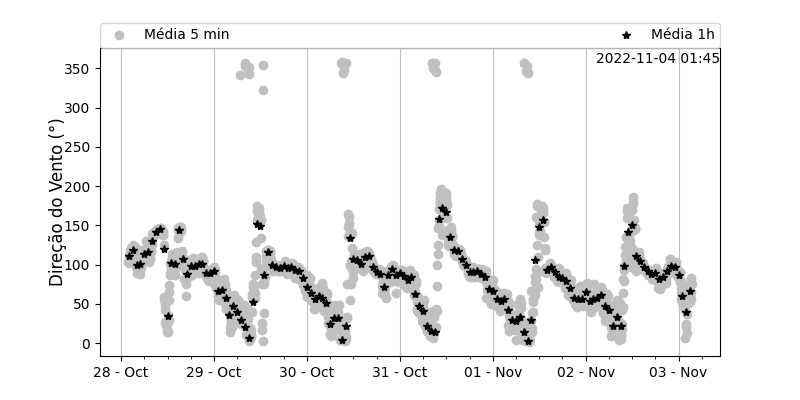 Média 5 min
Média 1h
2022-11-04 01:45
Direção do Vento (°)
350
300
250
200
150
100
50
0
28 - Oct
29 - Oct
30 - Oct
31 - Oct
01 - Nov
02 - Nov
03 - Nov